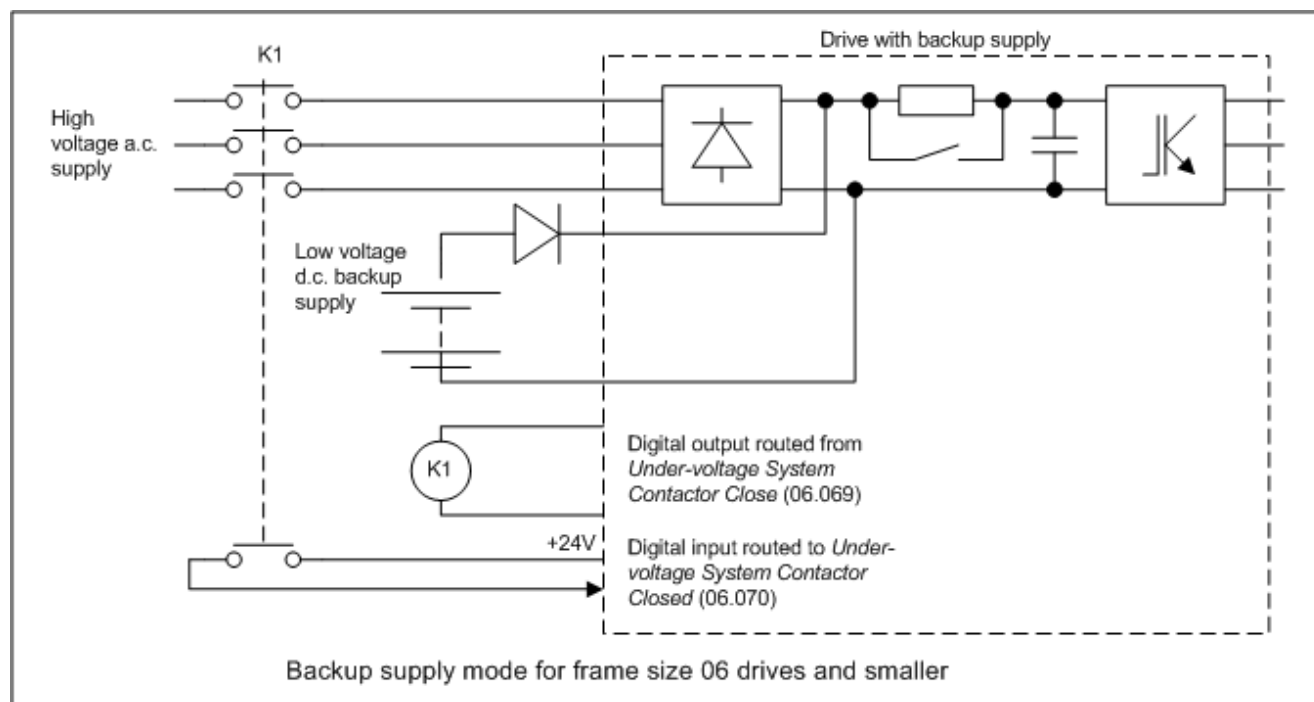 Drive with backup supply
K1
High
voltage a.c.
supply
Low voltage
d.c. backup
supply
K1
Digital output routed from
Under-voltage System
Contactor Close (06.069)
+24V
Digital input routed to Under-
voltage System Contactor
Closed (06.070)
Backup supply mode for frame size 06 drives and smaller